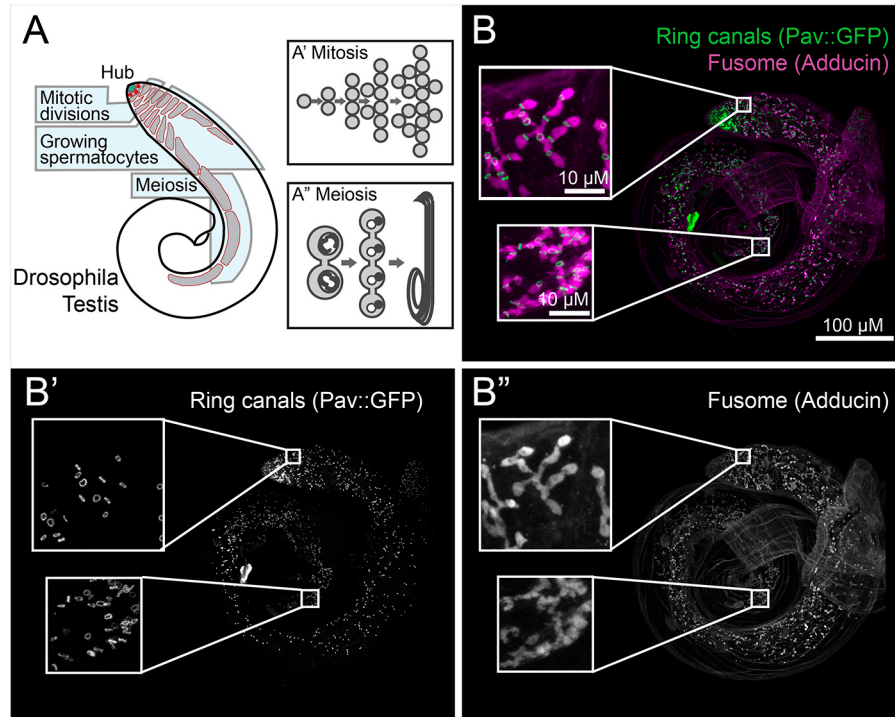 A
Hub
Mitotic
divisions
Growing
spermatocytes
Meiosis
Drosophila
Testis
A' Mitosis
A" Meiosis
B
Ring canals (Pav::GFP)
Fusome (Adducin)
10 µM
10 µM
100 µM
B'
Ring canals (Pav::GFP)
B"
Fusome (Adducin)